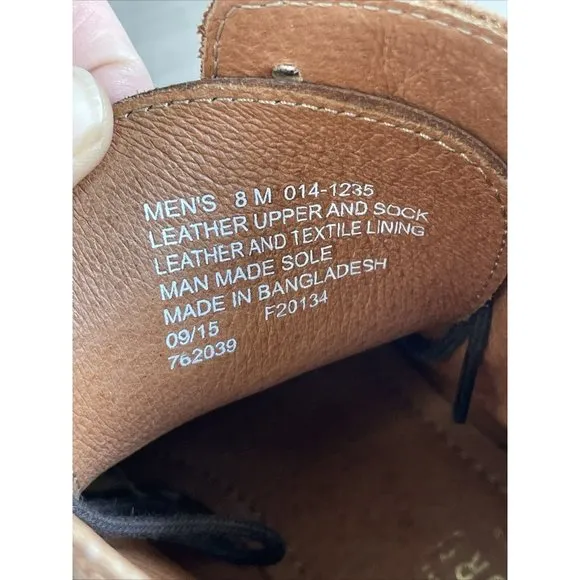 MEN'S 8 M 014-1235
LEATHER UPPER AND SOCK
LEATHER AND TEXTILE LINING
MAN MADE SOLE
MADE IN BANGLADESH
09/15 F20134
762039